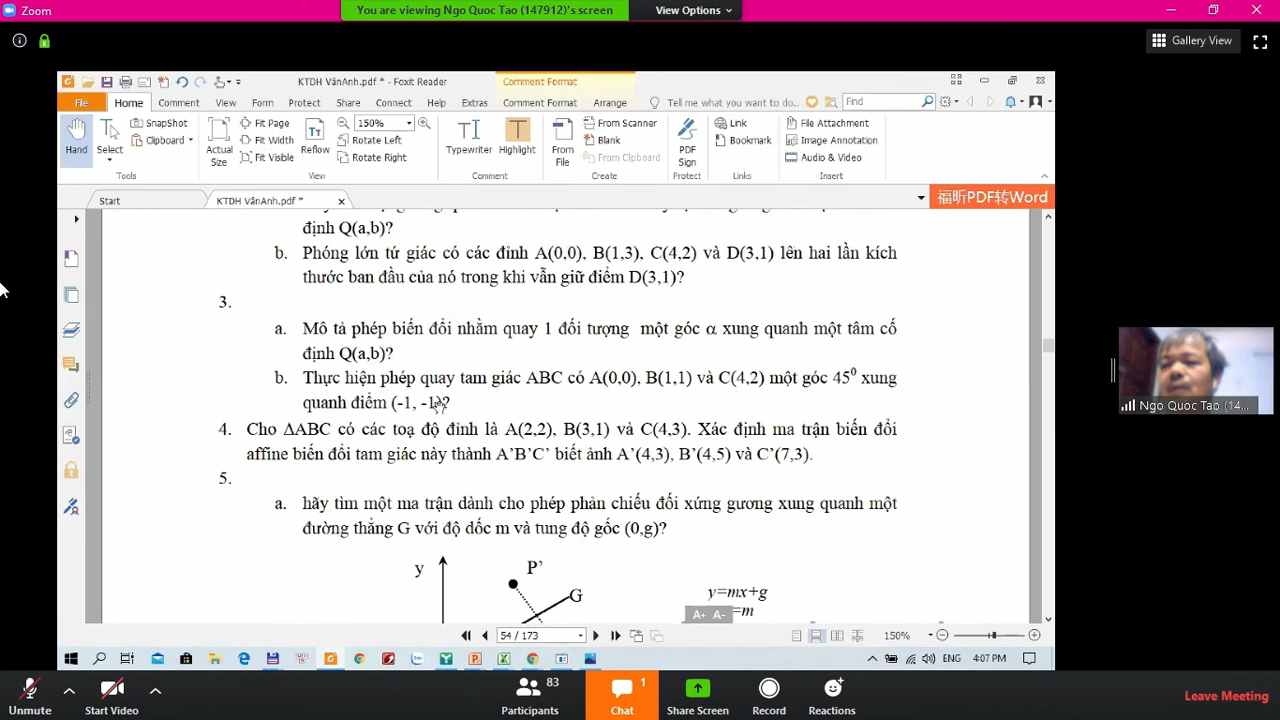 Zoom
You are viewing Ngo Quoc Tao (147912)'s screen
View Options
Gallery View
KTDH VânAnh.pdf * - Foxit Reader
Comment Format
File
Home
Comment
View
Form
Protect
Share
Connect
Help
Extras
Comment Format
Arrange
Tell me what you want to do...
Find
Hand
Select
SnapShot
Clipboard
Actual Size
Fit Page
Fit Width
Fit Visible
Reflow
150%
Rotate Left
Rotate Right
Typewriter
Highlight
From File
From Scanner
Blank
From Clipboard
PDF Sign
Link
Bookmark
File Attachment
Image Annotation
Audio & Video
Tools
View
Comment
Create
Protect
Links
Insert
Start
KTDH VânAnh.pdf *
福昕PDF转Word
định Q(a,b)?
b. Phóng lớn tứ giác có các đỉnh A(0,0), B(1,3), C(4,2) và D(3,1) lên hai lần kích
thước ban đầu của nó trong khi vẫn giữ điểm D(3,1)?
3.
a. Mô tả phép biến đổi nhằm quay 1 đối tượng một góc α xung quanh một tâm cố
định Q(a,b)?
b. Thực hiện phép quay tam giác ABC có A(0,0), B(1,1) và C(4,2) một góc 45⁰ xung
quanh điểm (-1, -1)?
4. Cho ΔABC có các toạ độ đỉnh là A(2,2), B(3,1) và C(4,3). Xác định ma trận biến đổi
affine biến đổi tam giác này thành A’B’C’ biết ảnh A’(4,3), B’(4,5) và C’(7,3).
5.
a. hãy tìm một ma trận dành cho phép phản chiếu đối xứng gương xung quanh một
đường thẳng G với độ dốc m và tung độ gốc (0,g)?
y
P’
G
y=mx+g
=m
A+ A-
54 / 173
150%
ENG
4:07 PM
Ngo Quoc Tao (14...
Unmute
Start Video
83
Participants
1
Chat
Share Screen
Record
Reactions
Leave Meeting